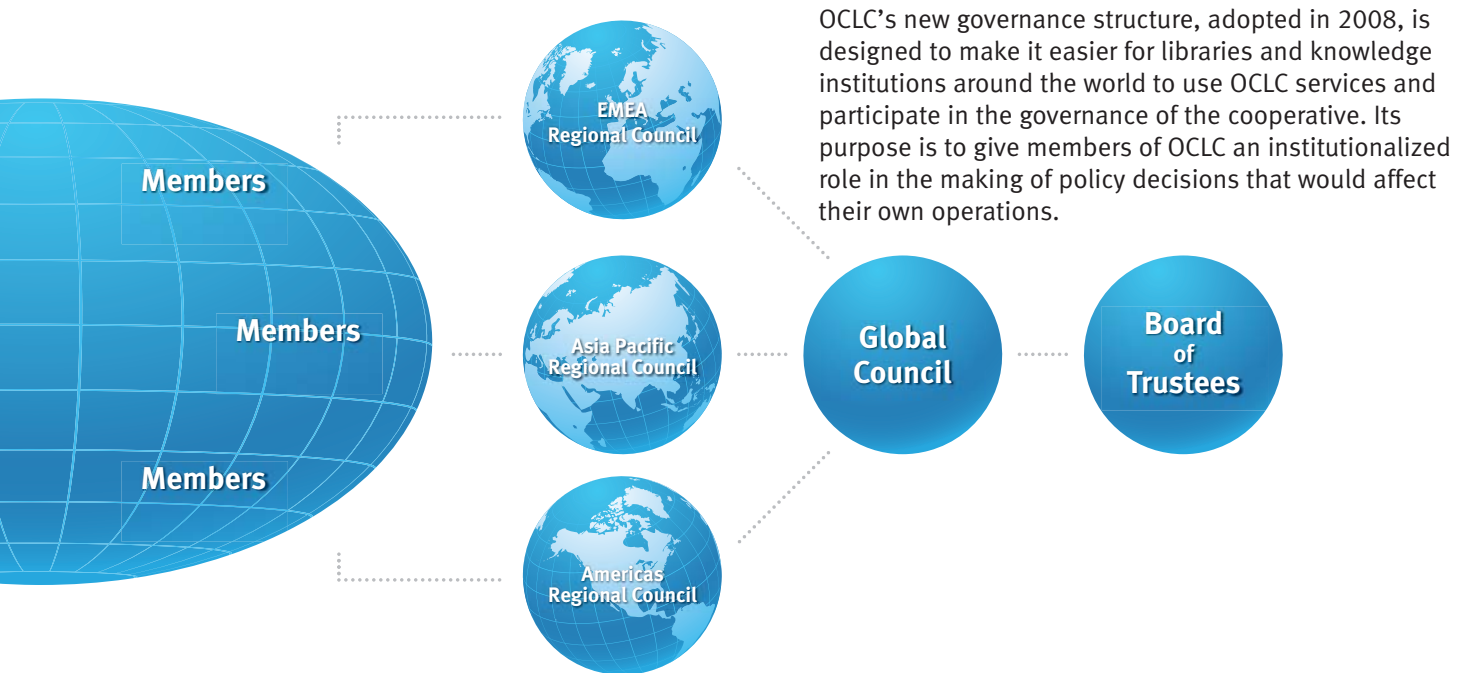 OCLC’s new governance structure, adopted in 2008, is
designed to make it easier for libraries and knowledge
institutions around the world to use OCLC services and
participate in the governance of the cooperative. Its
purpose is to give members of OCLC an institutionalized
role in the making of policy decisions that would affect
their own operations.
Members
Members
Members
EMEA
Regional Council
Asia Pacific
Regional Council
Americas
Regional Council
Global
Council
Board
of
Trustees